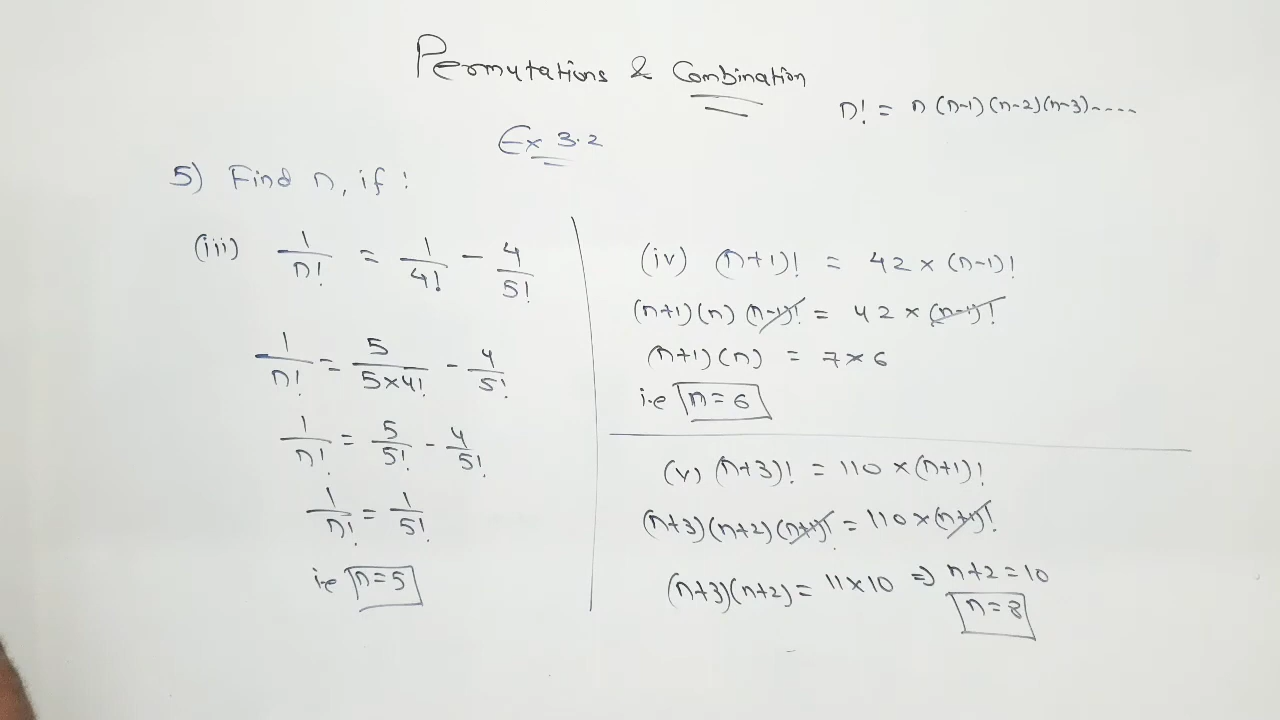 Permutations & Combination
n! = n (n-1) (n-2)(n-3)-----
Ex 3.2
5) Find n, if :
(iii) 1/n! = 1/4! - 4/5!
1/n! = 5/5×4! - 4/5!
1/n! = 5/5! - 4/5!
1/n! = 1/5!
i.e n=5
(iv) (n+1)! = 42 × (n-1)!
(n+1)(n) (n-1)! = 42 × (n-1)!
(n+1)(n) = 7×6
i.e n=6
(v) (n+3)! = 110 × (n+1)!
(n+3)(n+2)(n+1)! = 110 × (n+1)!
(n+3)(n+2) = 11×10 ⇒ n+2=10
n=8